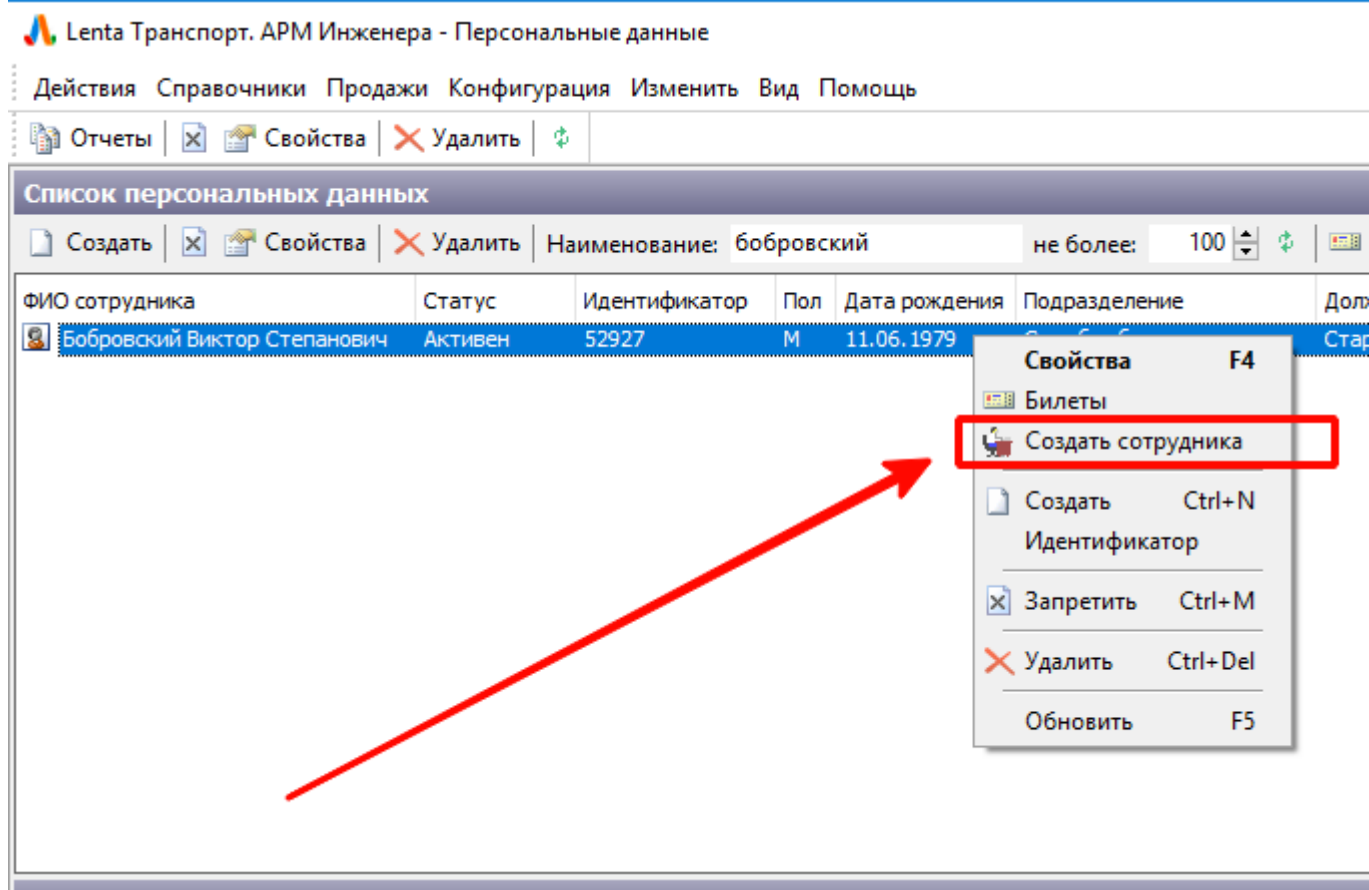 Lenta Транспорт. АРМ Инженера - Персональные данные
Действия Справочники Продажи Конфигурация Изменить Вид Помощь
Отчеты Свойства Удалить
Список персональных данных
Создать Свойства Удалить Наименование: бобровский не более: 100
ФИО сотрудника Статус Идентификатор Пол Дата рождения Подразделение Долж
Бобровский Виктор Степанович Активен 52927 М 11.06.1979 Стар
Свойства F4
Билеты
Создать сотрудника
Создать Ctrl+N
Идентификатор
Запретить Ctrl+M
Удалить Ctrl+Del
Обновить F5